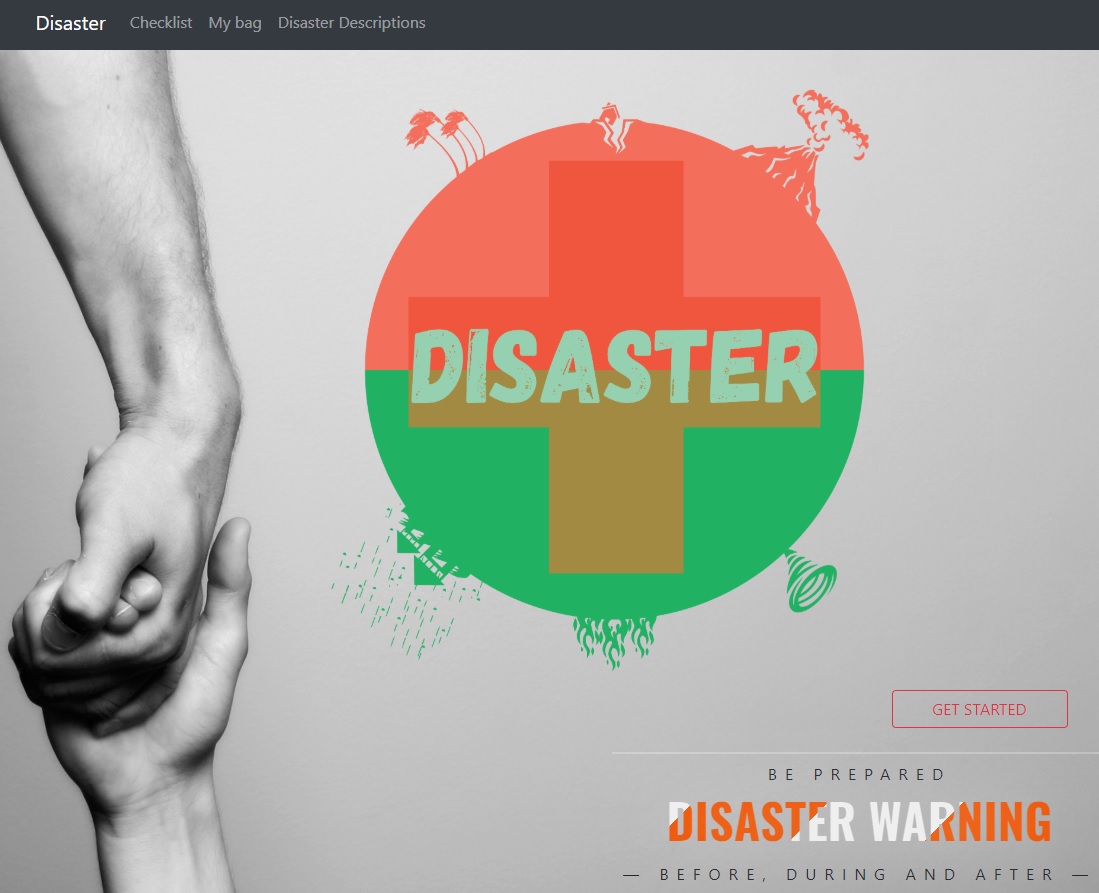 Disaster Checklist My bag Disaster Descriptions
DISASTER
GET STARTED
BE PREPARED
DISASTER WARNING
— BEFORE, DURING AND AFTER —